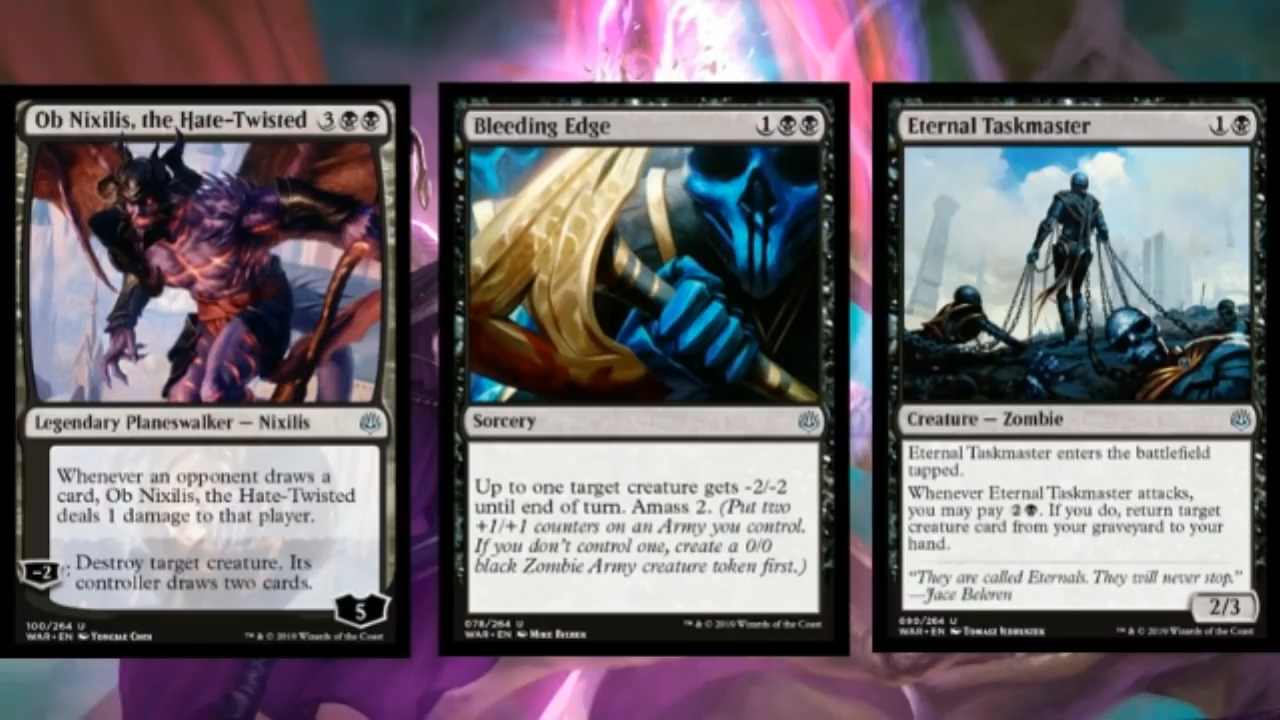 Ob Nixilis, the Hate-Twisted 3
Legendary Planeswalker — Nixilis
Whenever an opponent draws a
card, Ob Nixilis, the Hate-Twisted
deals 1 damage to that player.
-2: Destroy target creature. Its
controller draws two cards.
5
100/264 U
WAR • EN
™ & © 2019 Wizards of the Coast
Bleeding Edge 1
Sorcery
Up to one target creature gets -2/-2
until end of turn. Amass 2. (Put two
+1/+1 counters on an Army you control.
If you don't control one, create a 0/0
black Zombie Army creature token first.)
078/264 U
WAR • EN
™ & © 2019 Wizards of the Coast
Eternal Taskmaster 1
Creature — Zombie
Eternal Taskmaster enters the battlefield
tapped.
Whenever Eternal Taskmaster attacks,
you may pay 2. If you do, return target
creature card from your graveyard to your
hand.
"They are called Eternals. They will never stop."
—Jace Beleren
2/3
090/264 U
WAR • EN
™ & © 2019 Wizards of the Coast